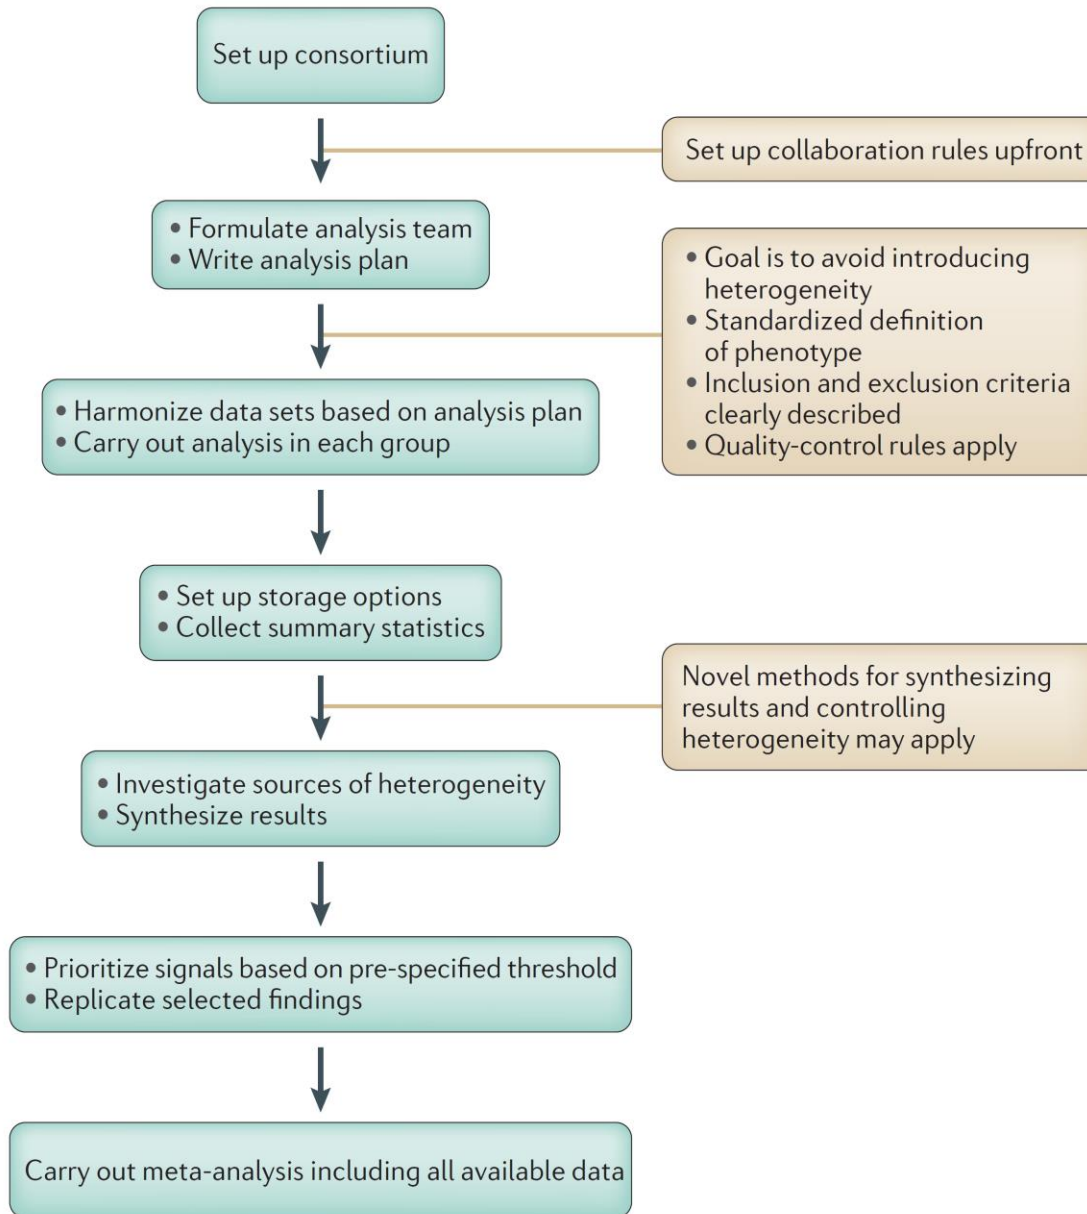 Set up consortium
Set up collaboration rules upfront
• Formulate analysis team
• Write analysis plan
• Goal is to avoid introducing
heterogeneity
• Standardized definition
of phenotype
• Inclusion and exclusion criteria
clearly described
• Quality-control rules apply
• Harmonize data sets based on analysis plan
• Carry out analysis in each group
• Set up storage options
• Collect summary statistics
Novel methods for synthesizing
results and controlling
heterogeneity may apply
• Investigate sources of heterogeneity
• Synthesize results
• Prioritize signals based on pre-specified threshold
• Replicate selected findings
Carry out meta-analysis including all available data